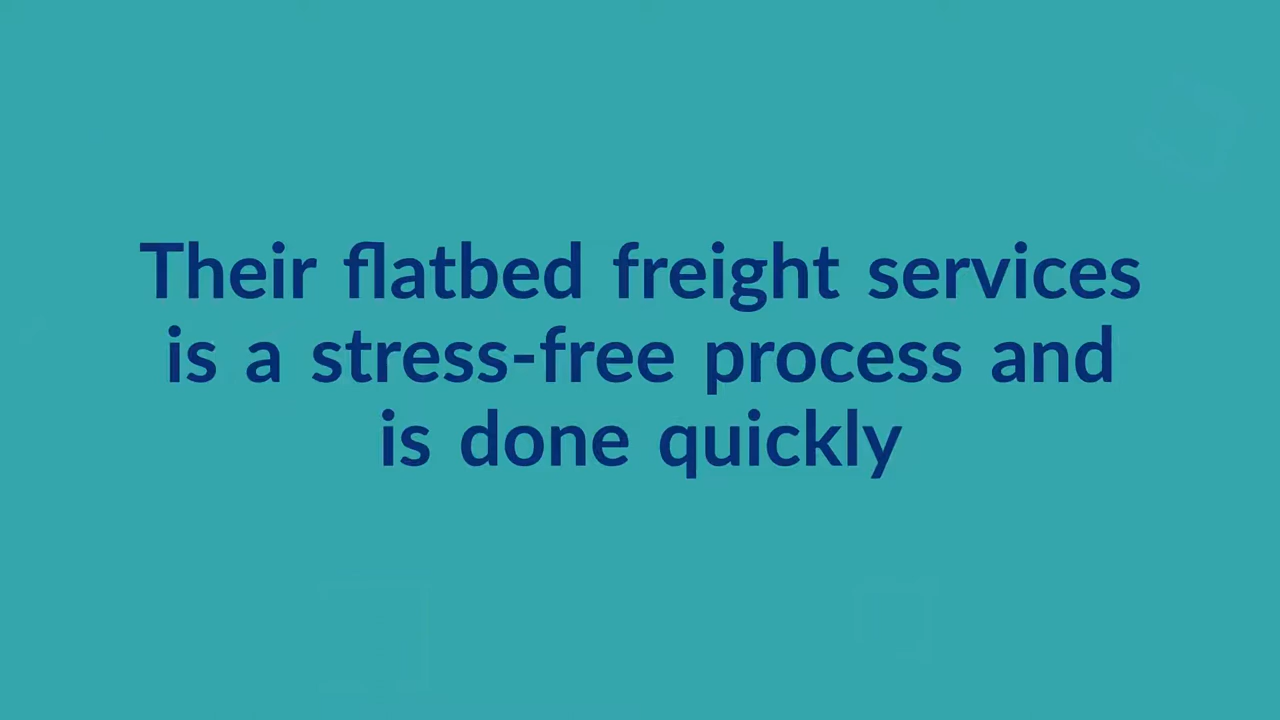 Their flatbed freight services
is a stress-free process and
is done quickly